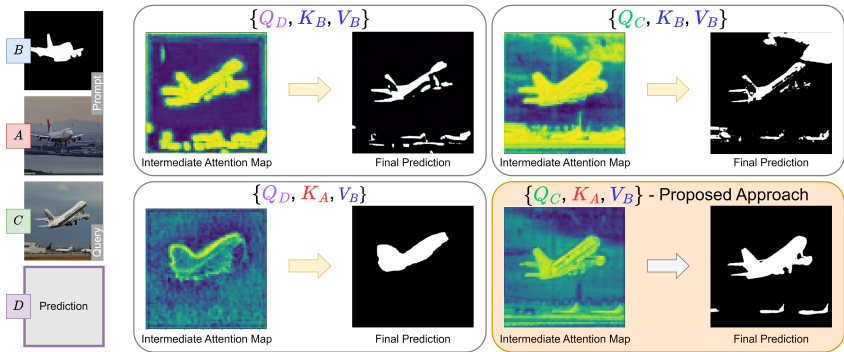 B
Prompt
A
C
Query
D
Prediction
{Q_D, K_B, V_B}
Intermediate Attention Map
Final Prediction
{Q_C, K_B, V_B}
Intermediate Attention Map
Final Prediction
{Q_D, K_A, V_B}
Intermediate Attention Map
Final Prediction
{Q_C, K_A, V_B} - Proposed Approach
Intermediate Attention Map
Final Prediction